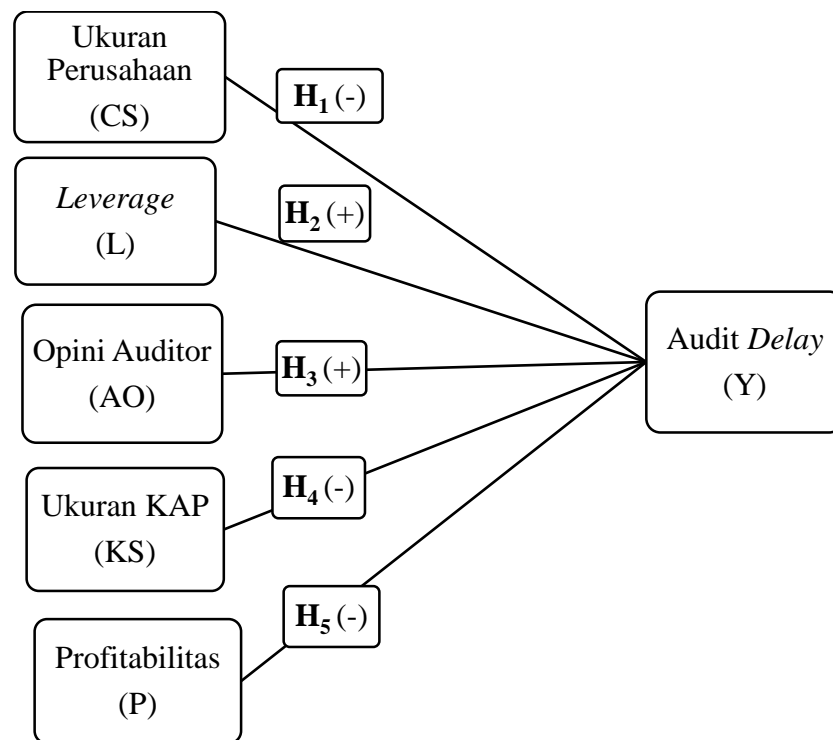 Ukuran
Perusahaan
(CS)
H₁ (-)
Leverage
(L)
H₂ (+)
Opini Auditor
(AO)
H₃ (+)
Ukuran KAP
(KS)
H₄ (-)
Profitabilitas
(P)
H₅ (-)
Audit Delay
(Y)